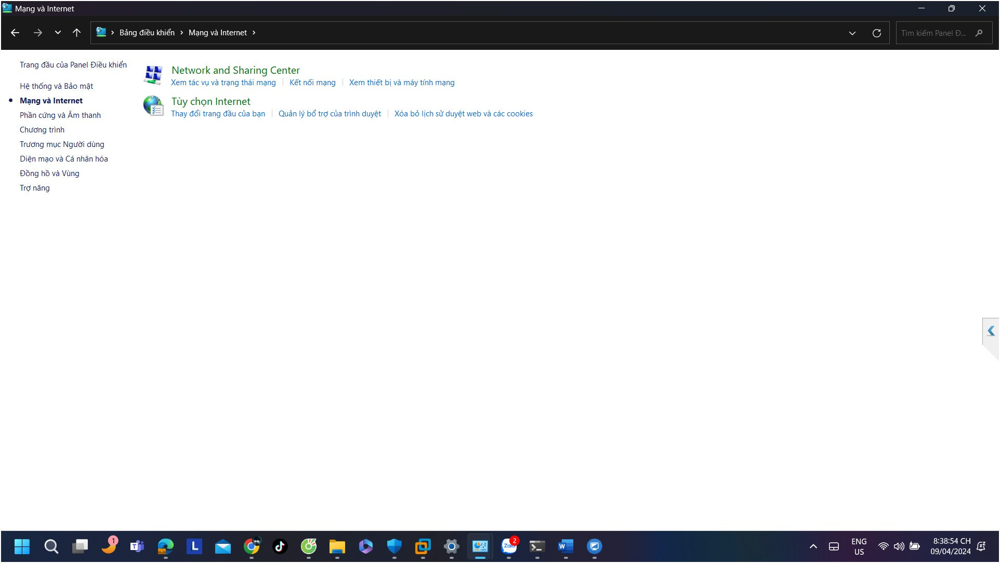 Mạng và Internet
Bảng điều khiển > Mạng và Internet >
Tìm kiếm Panel Đ...
Trang đầu của Panel Điều khiển
Hệ thống và Bảo mật
Mạng và Internet
Phần cứng và Âm thanh
Chương trình
Trương mục Người dùng
Diện mạo và Cá nhân hóa
Đồng hồ và Vùng
Trợ năng
Network and Sharing Center
Xem tác vụ và trạng thái mạng | Kết nối mạng | Xem thiết bị và máy tính mạng
Tùy chọn Internet
Thay đổi trang đầu của bạn | Quản lý bổ trợ của trình duyệt | Xóa bỏ lịch sử duyệt web và các cookies
1
T
L
Zalo
2
W
ENG
US
8:38:54 CH
09/04/2024